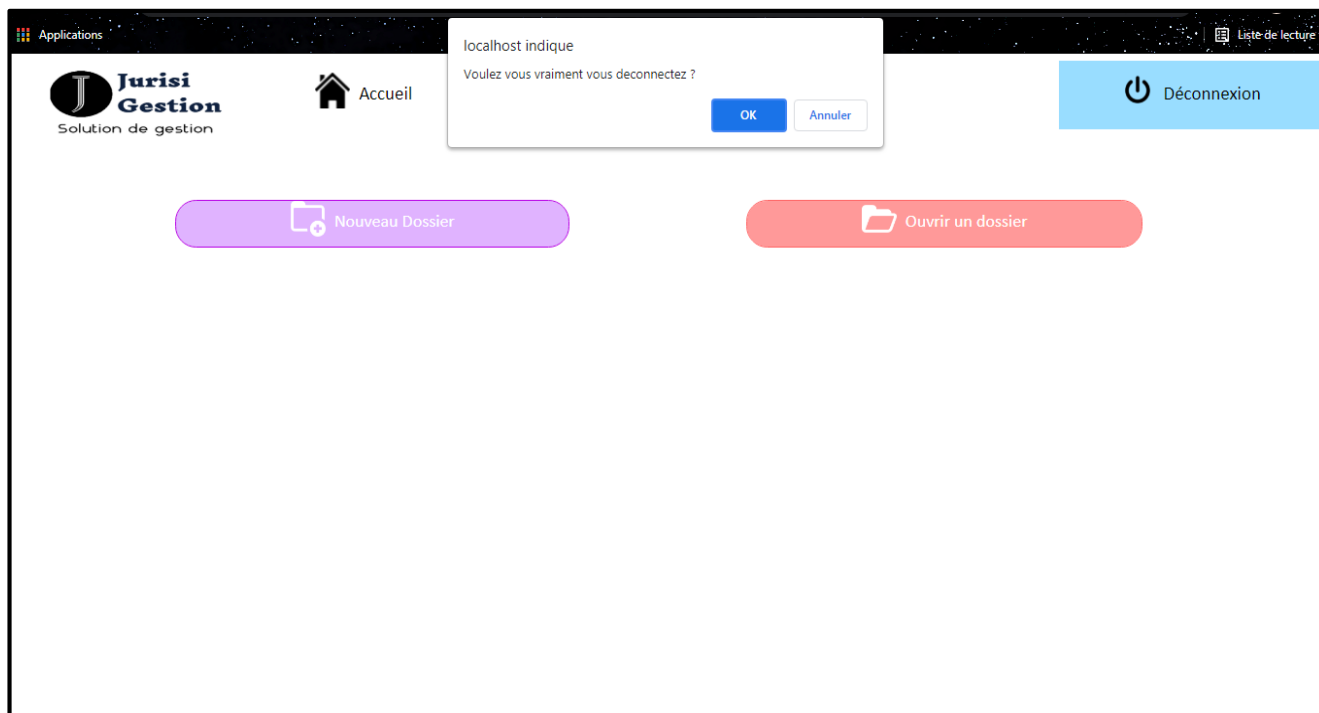 Applications
Liste de lecture
localhost indique
Voulez vous vraiment vous deconnectez ?
OK
Annuler
J
Jurisi
Gestion
Solution de gestion
Accueil
Déconnexion
Nouveau Dossier
Ouvrir un dossier